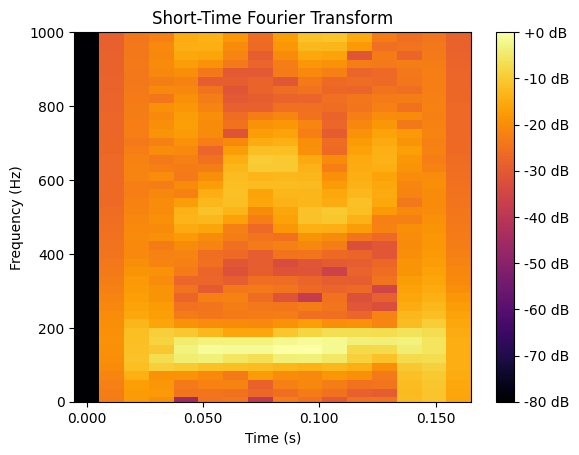 Short-Time Fourier Transform
1000
800
600
400
200
0
Frequency (Hz)
0.000
0.050
0.100
0.150
Time (s)
+0 dB
-10 dB
-20 dB
-30 dB
-40 dB
-50 dB
-60 dB
-70 dB
-80 dB